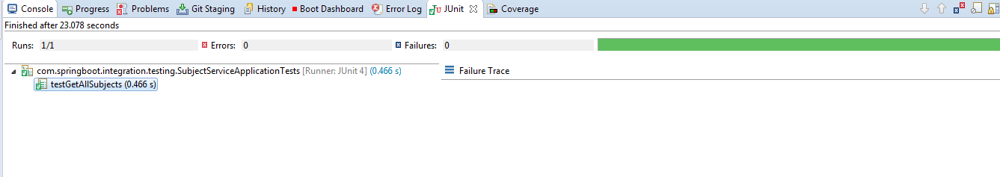 Console Progress Problems Git Staging History Boot Dashboard Error Log JUnit Coverage
Finished after 23.078 seconds
Runs: 1/1 Errors: 0 Failures: 0
com.springboot.integration.testing.SubjectServiceApplicationTests [Runner: JUnit 4] (0.466 s) Failure Trace
testGetAllSubjects (0.466 s)